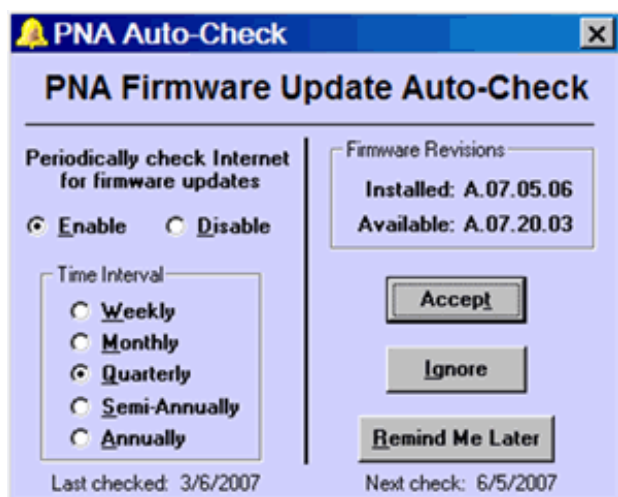 PNA Auto-Check
PNA Firmware Update Auto-Check
Periodically check Internet
for firmware updates
Enable Disable
Time Interval
Weekly
Monthly
Quarterly
Semi-Annually
Annually
Last checked: 3/6/2007
Firmware Revisions
Installed: A.07.05.06
Available: A.07.20.03
Accept
Ignore
Remind Me Later
Next check: 6/5/2007